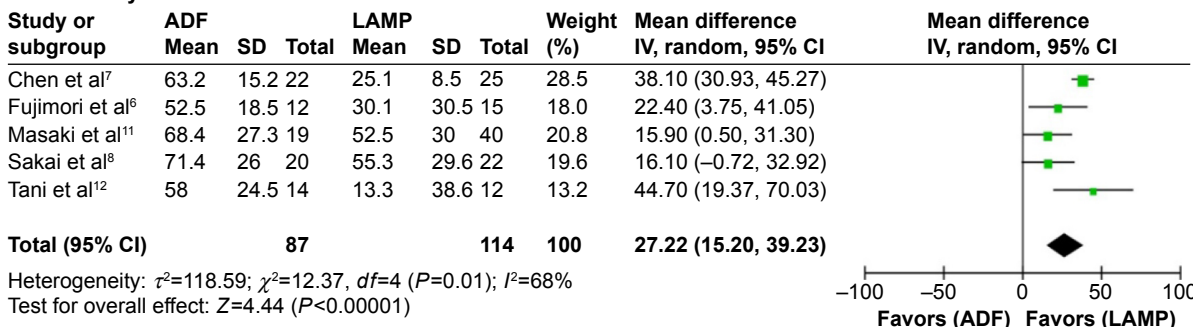 Study or ADF LAMP Weight Mean difference Mean difference
subgroup Mean SD Total Mean SD Total (%) IV, random, 95% CI IV, random, 95% CI
Chen et al7 63.2 15.2 22 25.1 8.5 25 28.5 38.10 (30.93, 45.27)
Fujimori et al6 52.5 18.5 12 30.1 30.5 15 18.0 22.40 (3.75, 41.05)
Masaki et al11 68.4 27.3 19 52.5 30 40 20.8 15.90 (0.50, 31.30)
Sakai et al8 71.4 26 20 55.3 29.6 22 19.6 16.10 (–0.72, 32.92)
Tani et al12 58 24.5 14 13.3 38.6 12 13.2 44.70 (19.37, 70.03)
Total (95% CI) 87 114 100 27.22 (15.20, 39.23)
Heterogeneity: τ²=118.59; χ²=12.37, df=4 (P=0.01); I²=68%
Test for overall effect: Z=4.44 (P<0.00001)
–100 –50 0 50 100
Favors (ADF) Favors (LAMP)